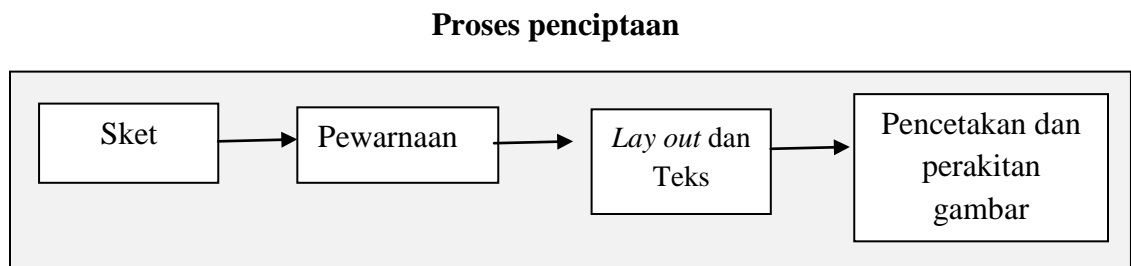 Proses penciptaan
Sket
Pewarnaan
Lay out dan
Teks
Pencetakan dan
perakitan
gambar